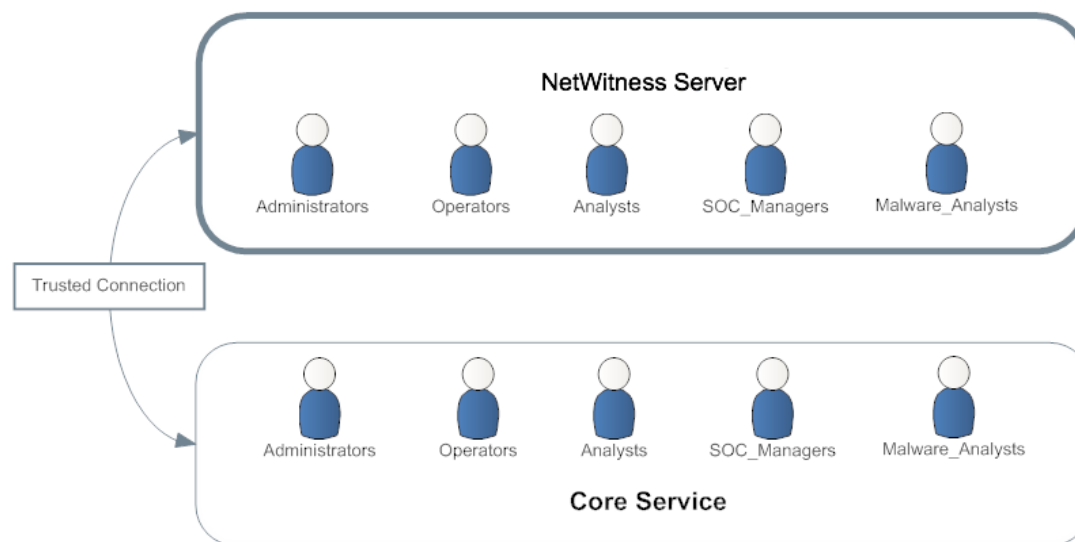 NetWitness Server
Administrators Operators Analysts SOC_Managers Malware_Analysts
Trusted Connection
Administrators Operators Analysts SOC_Managers Malware_Analysts
Core Service